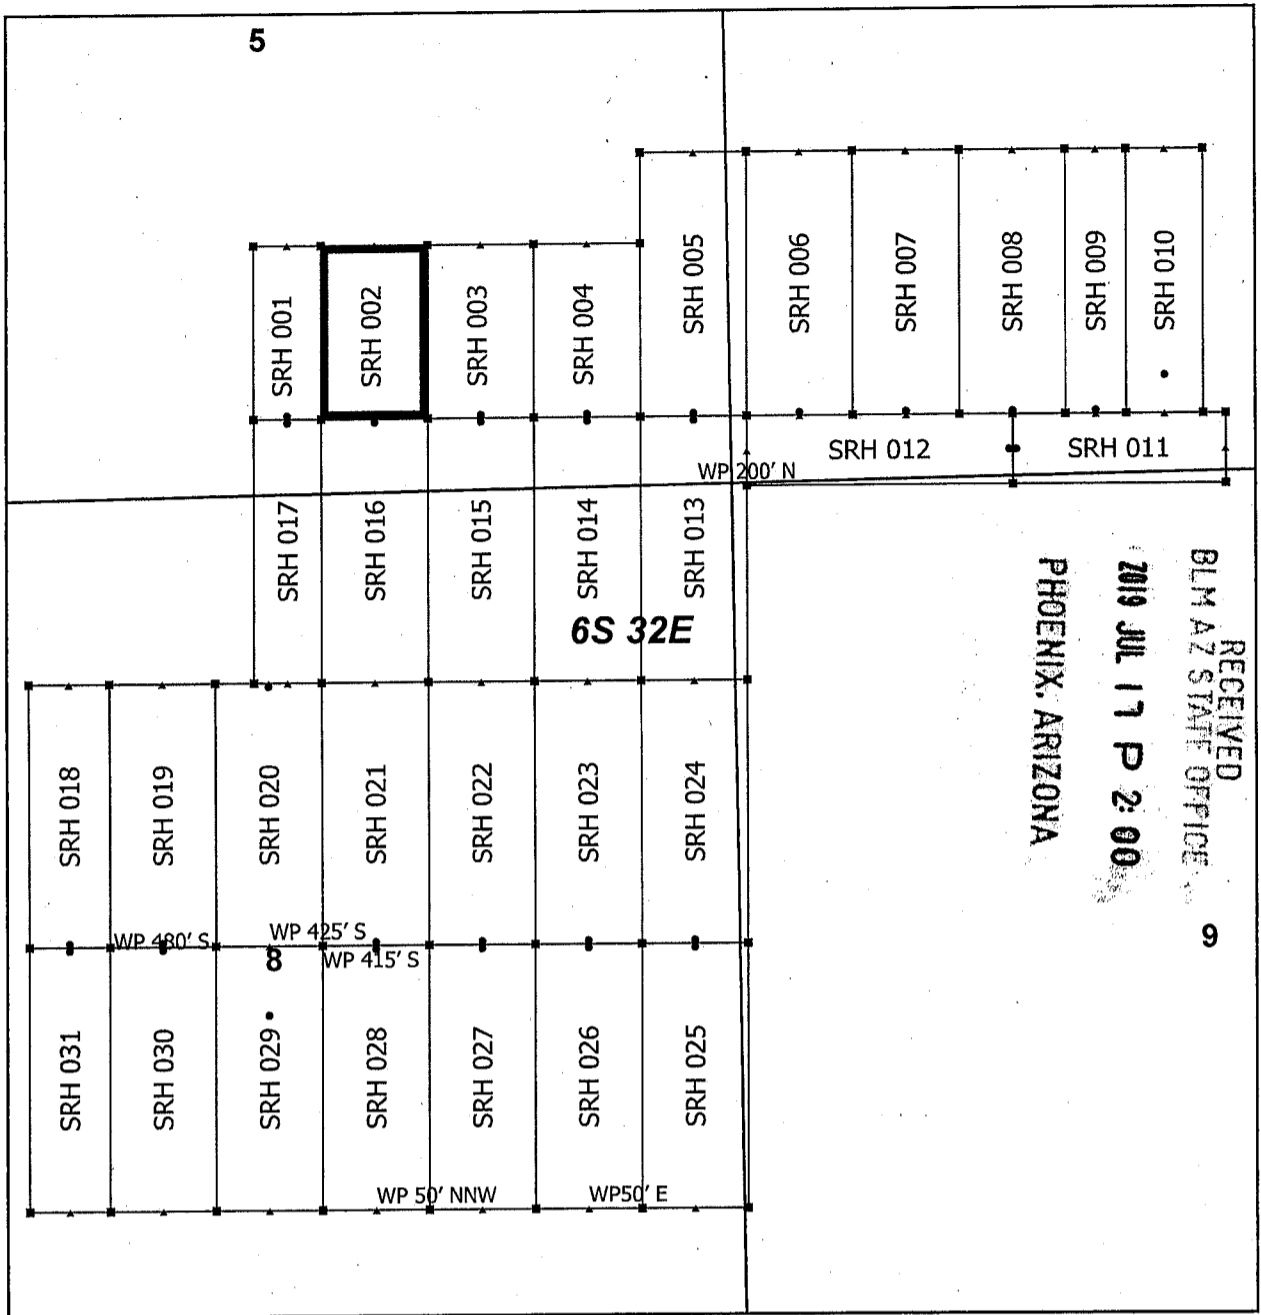 5
SRH 001
SRH 002
SRH 003
SRH 004
SRH 005
SRH 006
SRH 007
SRH 008
SRH 009
SRH 010
SRH 012
SRH 011
WP 200' N
SRH 017
SRH 016
SRH 015
SRH 014
SRH 013
6S 32E
RECEIVED
BLM AZ STATE OFFICE
2019 JUL 17 P 2:00
PHOENIX, ARIZONA
SRH 018
SRH 019
SRH 020
SRH 021
SRH 022
SRH 023
SRH 024
9
WP 480' S
WP 425' S
8
WP 415' S
SRH 031
SRH 030
SRH 029
SRH 028
SRH 027
SRH 026
SRH 025
WP 50' NNW
WP50' E